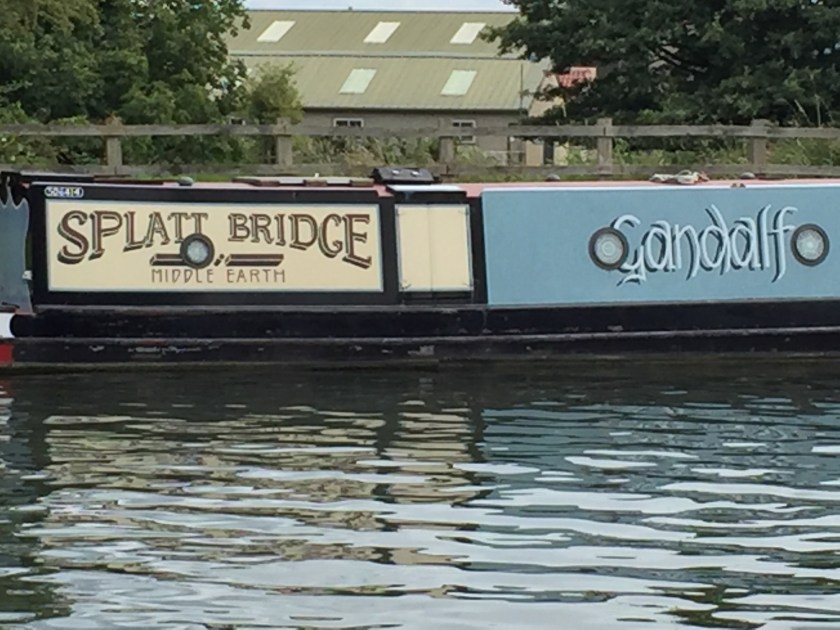 SPLATT BRIDGE
MIDDLE EARTH
Gandalf